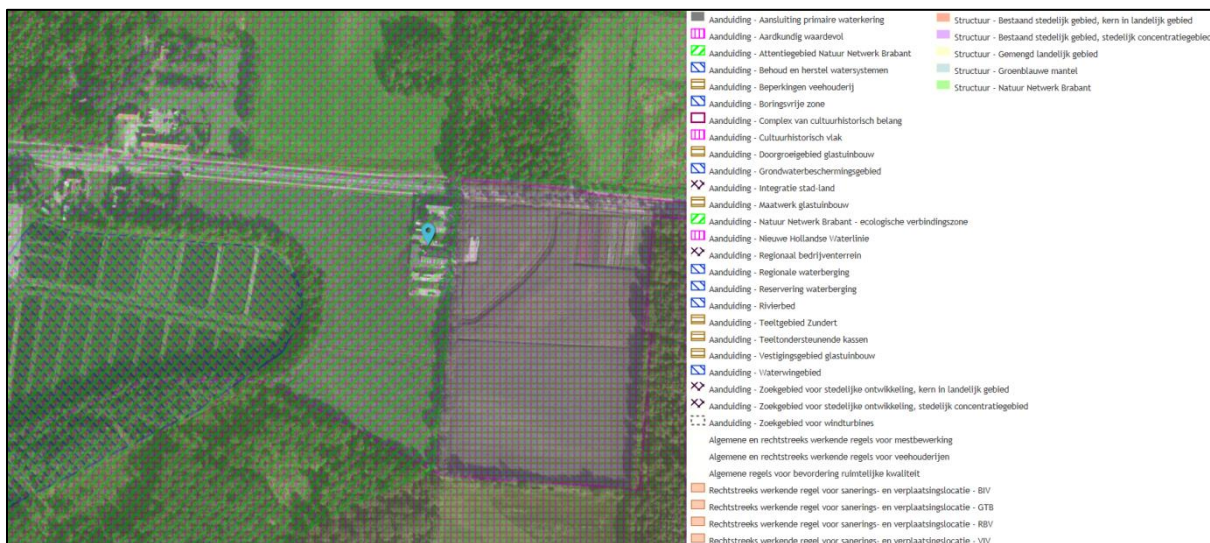 Aanduiding - Aansluiting primaire waterkering
Aanduiding - Aardkundig waardevol
Aanduiding - Attentiegebied Natuur Netwerk Brabant
Aanduiding - Behoud en herstel watersystemen
Aanduiding - Beperkingen veehouderij
Aanduiding - Boringsvrije zone
Aanduiding - Complex van cultuurhistorisch belang
Aanduiding - Cultuurhistorisch vlak
Aanduiding - Doorgroeigebied glastuinbouw
Aanduiding - Grondwaterbeschermingsgebied
Aanduiding - Integratie stad-land
Aanduiding - Maatwerk glastuinbouw
Aanduiding - Natuur Netwerk Brabant - ecologische verbindingszone
Aanduiding - Nieuwe Hollandse Waterlinie
Aanduiding - Regionaal bedrijventerrein
Aanduiding - Regionale waterberging
Aanduiding - Reservering waterberging
Aanduiding - Rivierbed
Aanduiding - Teeltgebied Zundert
Aanduiding - Teeltondersteunende kassen
Aanduiding - Vestigingsgebied glastuinbouw
Aanduiding - Waterwingebied
Aanduiding - Zoekgebied voor stedelijke ontwikkeling, kern in landelijk gebied
Aanduiding - Zoekgebied voor stedelijke ontwikkeling, stedelijk concentratiegebied
Aanduiding - Zoekgebied voor windturbines
Algemene en rechtstreeks werkende regels voor mestbewerking
Algemene en rechtstreeks werkende regels voor veehouderijen
Algemene regels voor bevordering ruimtelijke kwaliteit
Rechtstreeks werkende regel voor sanerings- en verplaatsingslocatie - BIV
Rechtstreeks werkende regel voor sanerings- en verplaatsingslocatie - GTB
Rechtstreeks werkende regel voor sanerings- en verplaatsingslocatie - RBV
Rechtstreeks werkende regel voor sanerings- en verplaatsingslocatie - VIV
Structuur - Bestaand stedelijk gebied, kern in landelijk gebied
Structuur - Bestaand stedelijk gebied, stedelijk concentratiegebied
Structuur - Gemengd landelijk gebied
Structuur - Groenblauwe mantel
Structuur - Natuur Netwerk Brabant